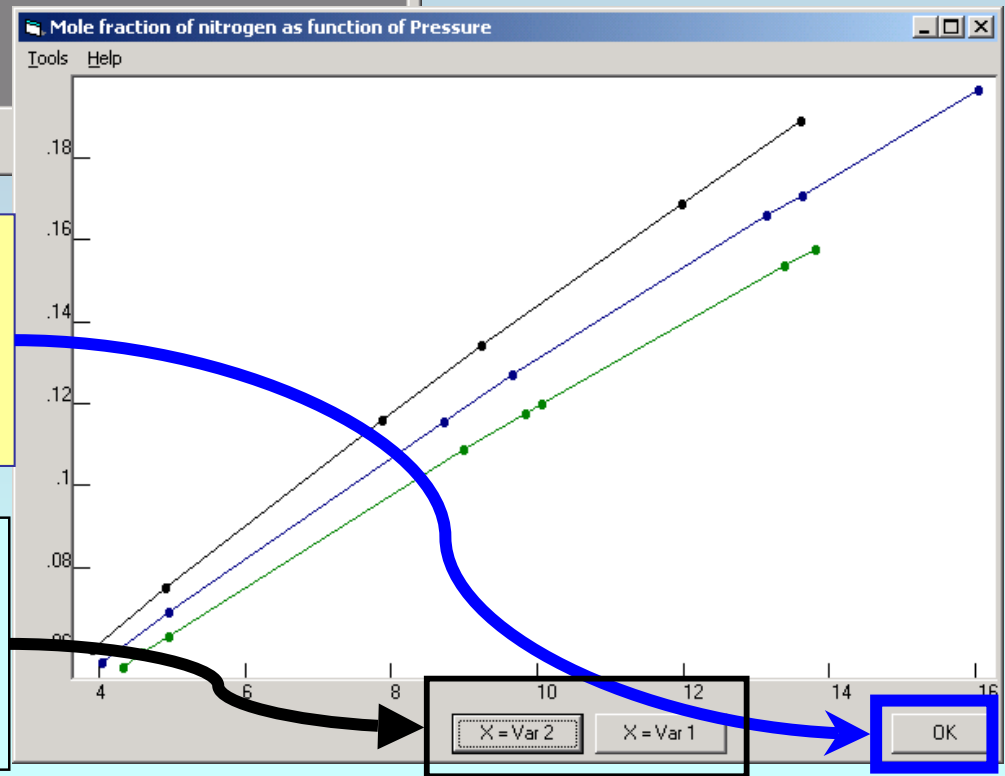 Mole fraction of nitrogen as function of Pressure
Tools Help
.18
.16
.14
.12
.1
.08
.06
4 6 8 10 12 14 16
X = Var 2 X = Var 1 OK